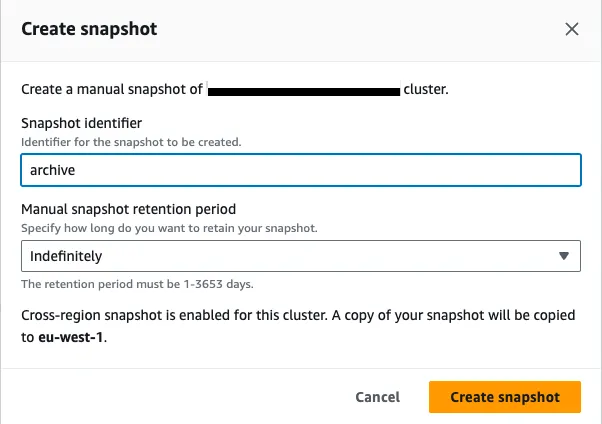 Create snapshot
Create a manual snapshot of cluster.
Snapshot identifier
Identifier for the snapshot to be created.
archive
Manual snapshot retention period
Specify how long do you want to retain your snapshot.
Indefinitely
The retention period must be 1-3653 days.
Cross-region snapshot is enabled for this cluster. A copy of your snapshot will be copied
to eu-west-1.
Cancel Create snapshot